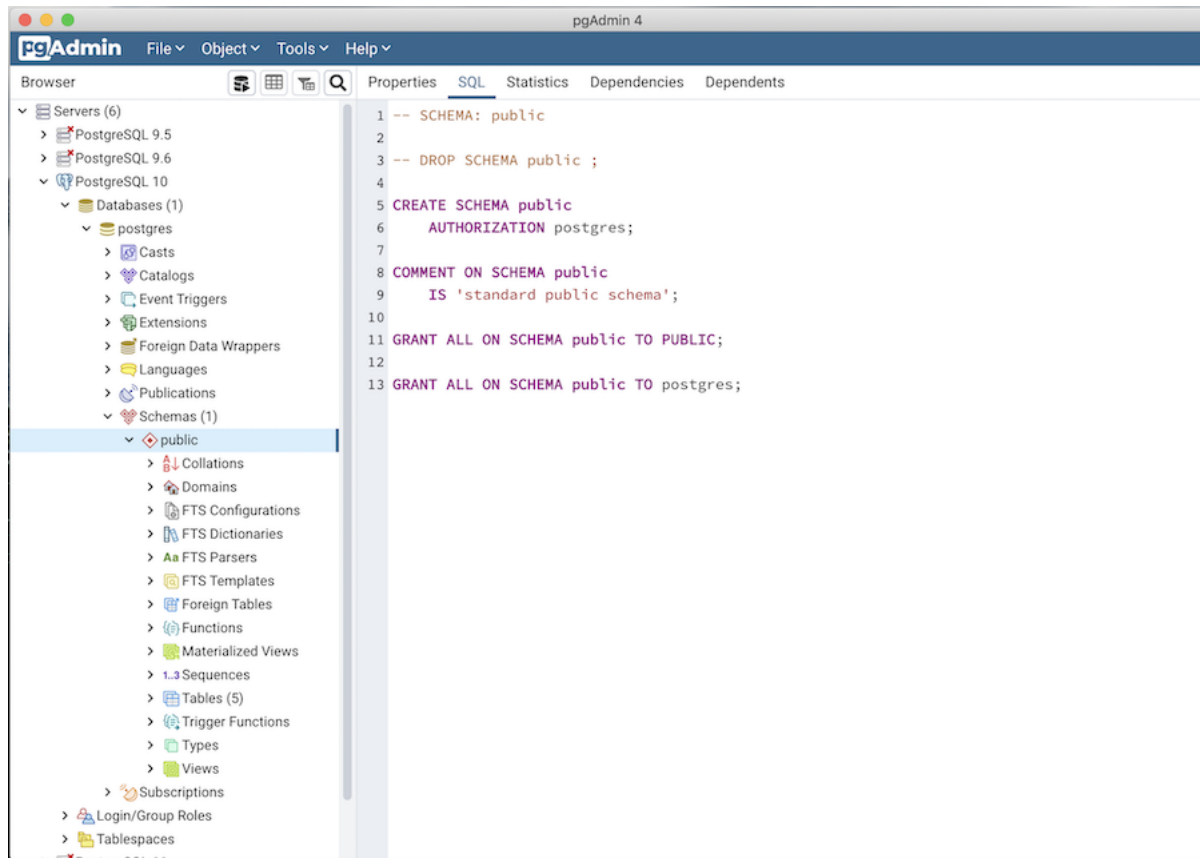 pgAdmin 4
pgAdmin File Object Tools Help
Browser
Properties SQL Statistics Dependencies Dependents
Servers (6)
PostgreSQL 9.5
PostgreSQL 9.6
PostgreSQL 10
Databases (1)
postgres
Casts
Catalogs
Event Triggers
Extensions
Foreign Data Wrappers
Languages
Publications
Schemas (1)
public
Collations
Domains
FTS Configurations
FTS Dictionaries
Aa FTS Parsers
FTS Templates
Foreign Tables
Functions
Materialized Views
1..3 Sequences
Tables (5)
Trigger Functions
Types
Views
Subscriptions
Login/Group Roles
Tablespaces
1 -- SCHEMA: public
2
3 -- DROP SCHEMA public ;
4
5 CREATE SCHEMA public
6 AUTHORIZATION postgres;
7
8 COMMENT ON SCHEMA public
9 IS 'standard public schema';
10
11 GRANT ALL ON SCHEMA public TO PUBLIC;
12
13 GRANT ALL ON SCHEMA public TO postgres;